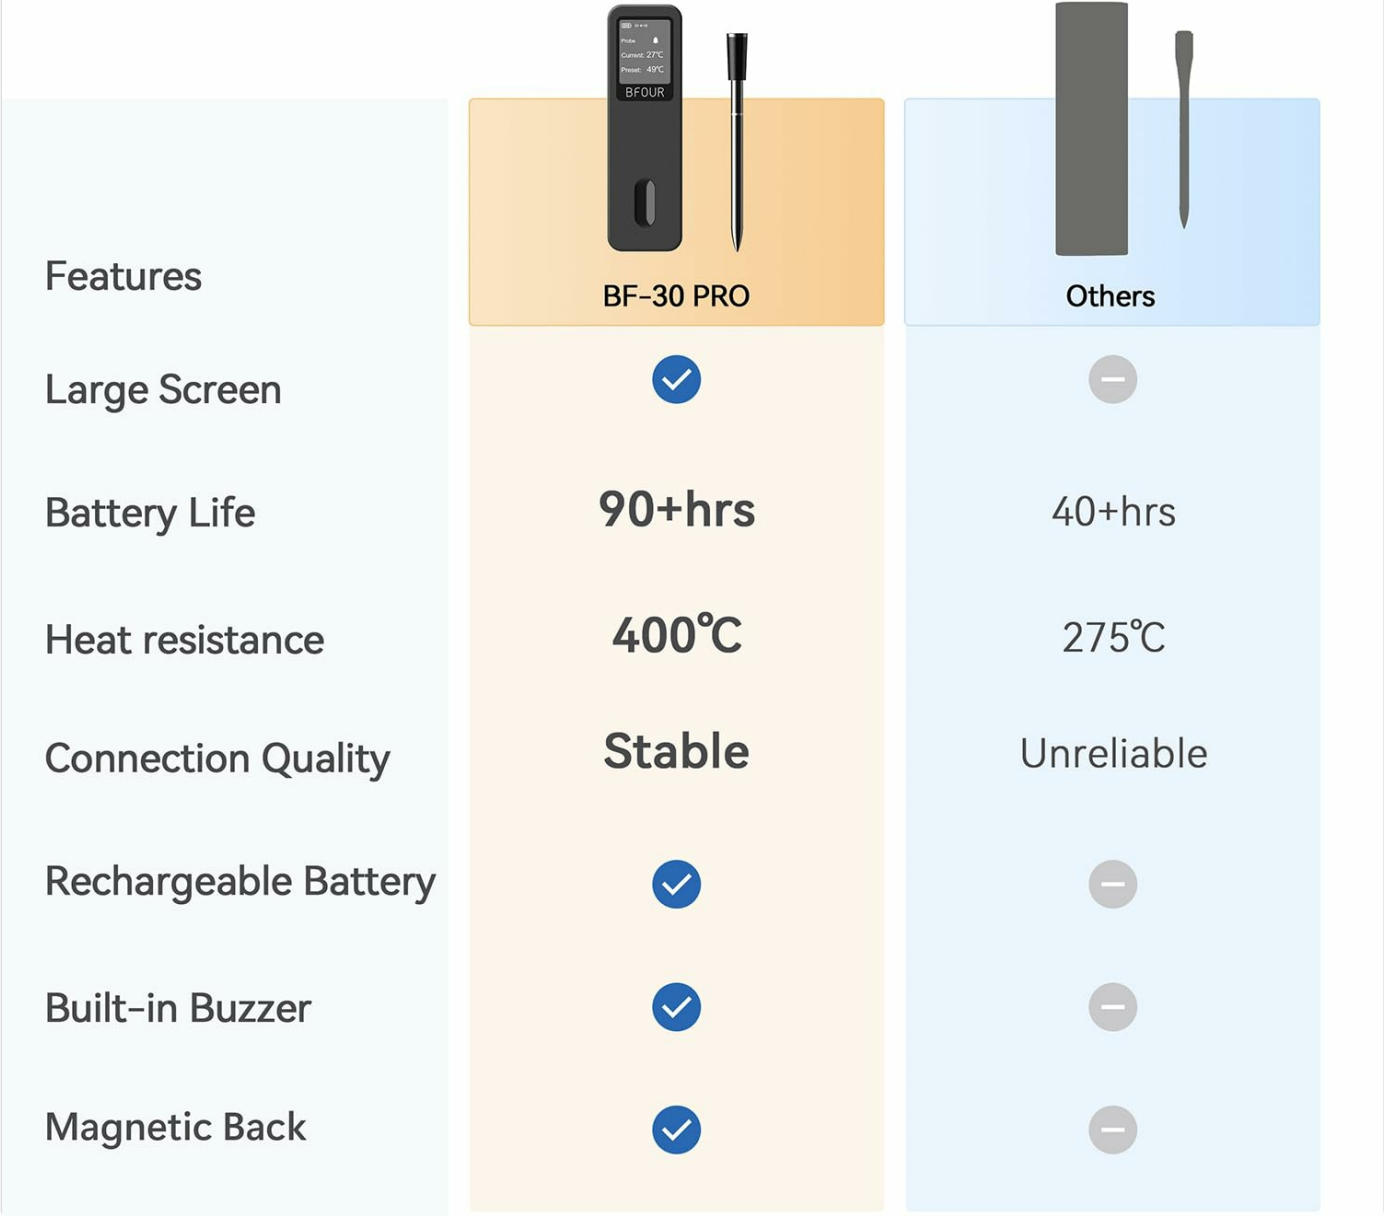 Probe
Current: 27℃
Preset: 49℃
BFOUR
Features
BF-30 PRO
Others
Large Screen
Battery Life
90+hrs
40+hrs
Heat resistance
400℃
275℃
Connection Quality
Stable
Unreliable
Rechargeable Battery
Built-in Buzzer
Magnetic Back